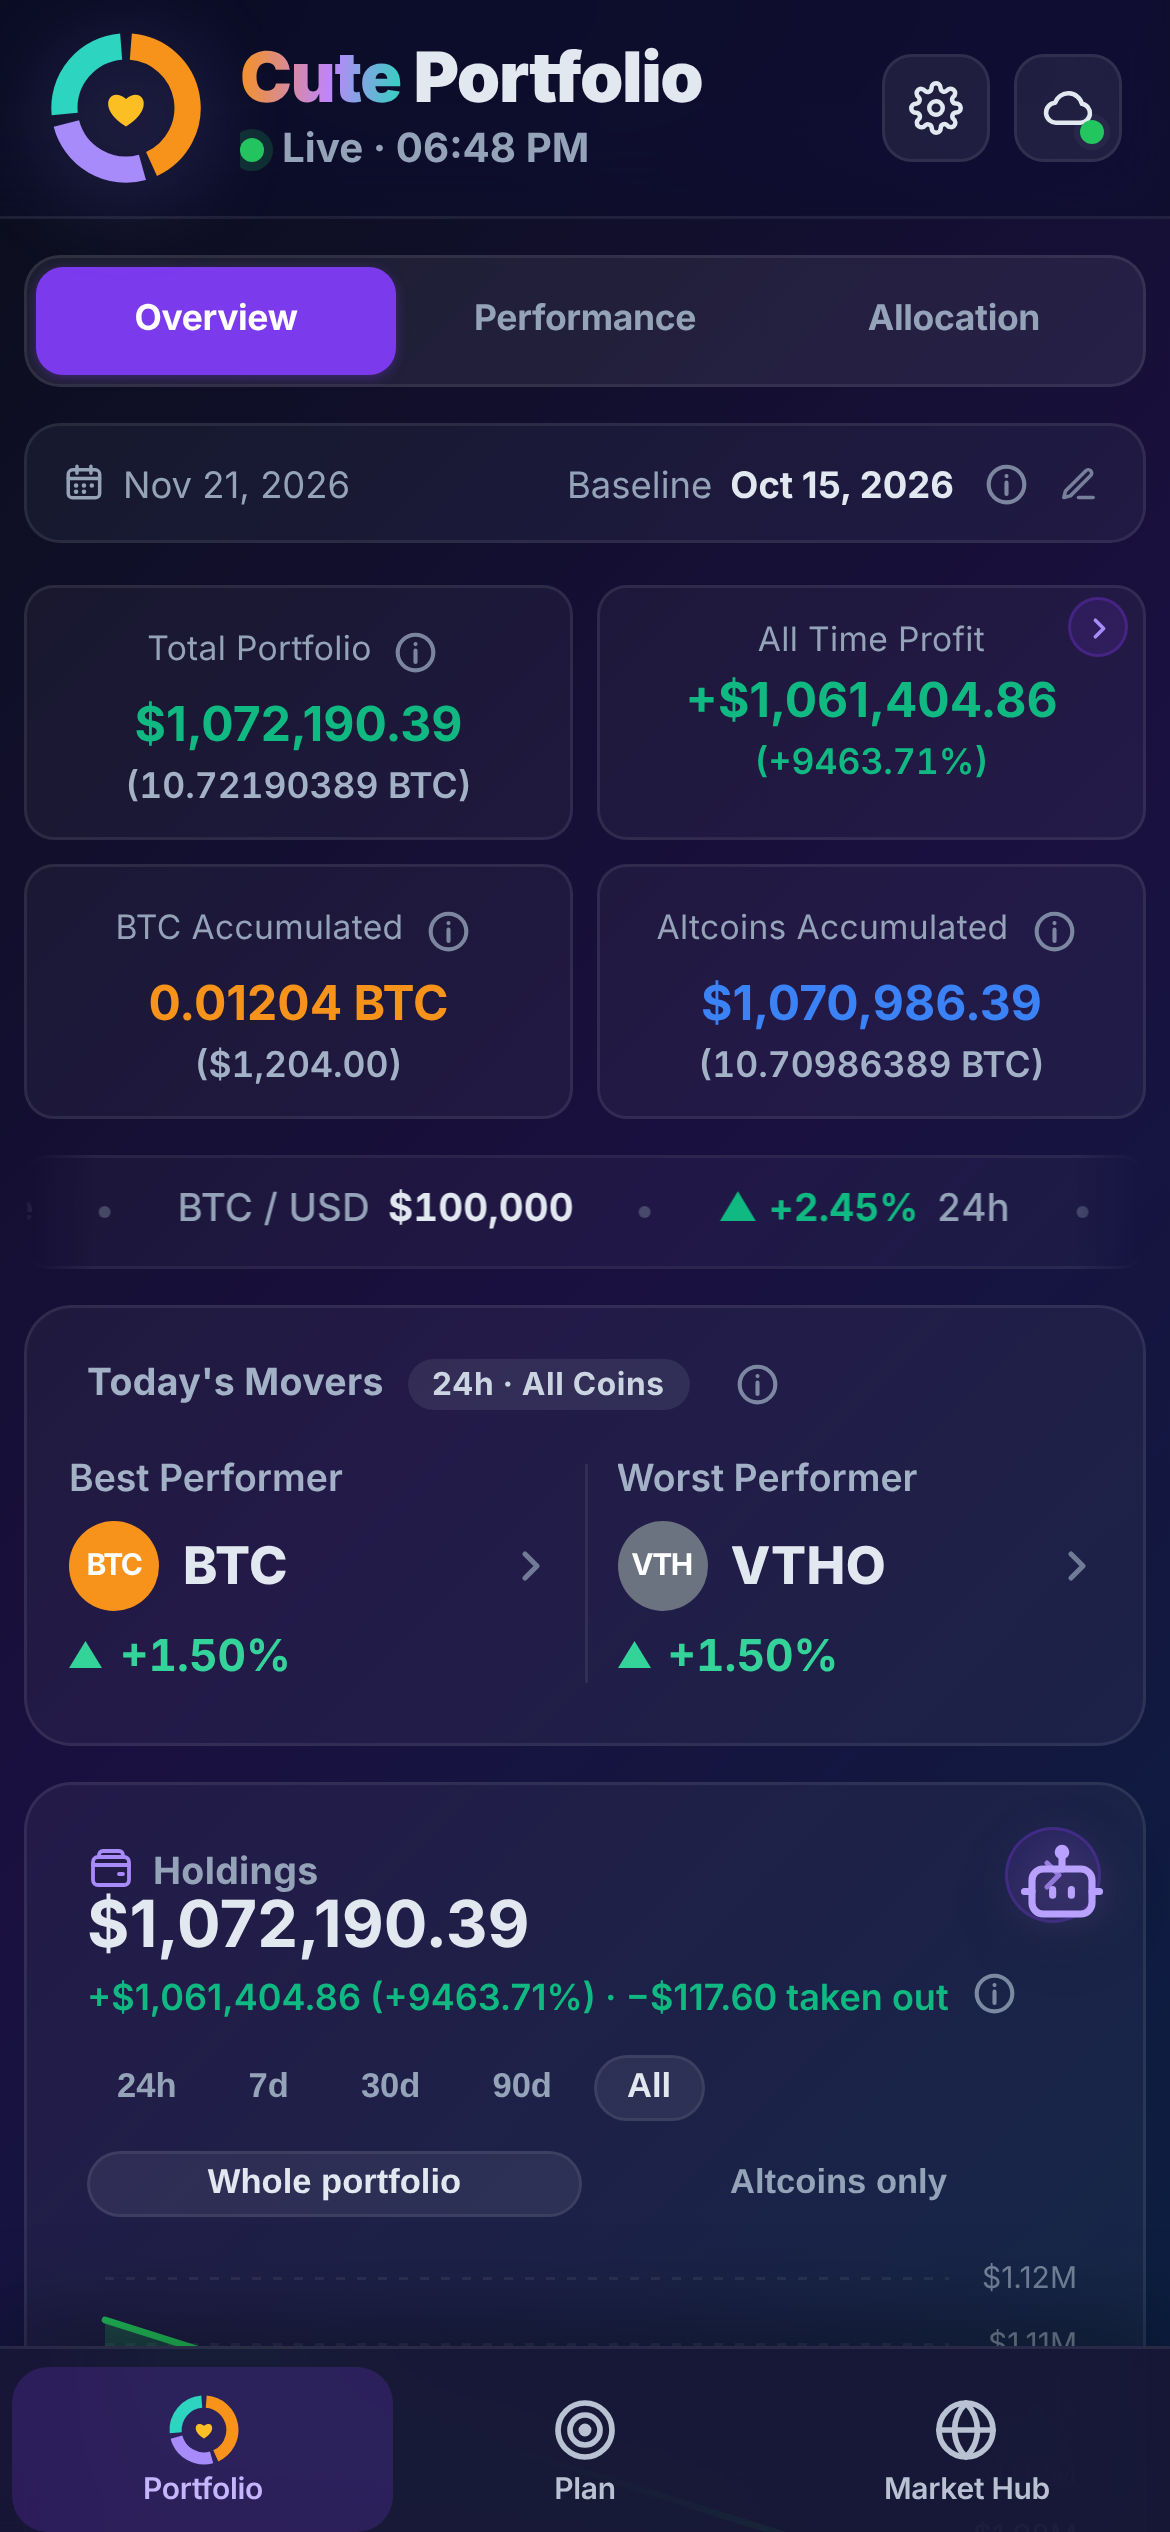 Cute Portfolio
Live · 06:48 PM
Overview Performance Allocation
Nov 21, 2026 Baseline Oct 15, 2026
Total Portfolio
$1,072,190.39
(10.72190389 BTC)
All Time Profit
+$1,061,404.86
(+9463.71%)
BTC Accumulated
0.01204 BTC
($1,204.00)
Altcoins Accumulated
$1,070,986.39
(10.70986389 BTC)
• BTC / USD $100,000 • ▲ +2.45% 24h •
Today's Movers 24h · All Coins
Best Performer
BTC BTC
▲ +1.50%
Worst Performer
VTH VTHO
▲ +1.50%
Holdings
$1,072,190.39
+$1,061,404.86 (+9463.71%) · −$117.60 taken out
24h 7d 30d 90d All
Whole portfolio Altcoins only
$1.12M
$1.11M
Portfolio Plan Market Hub